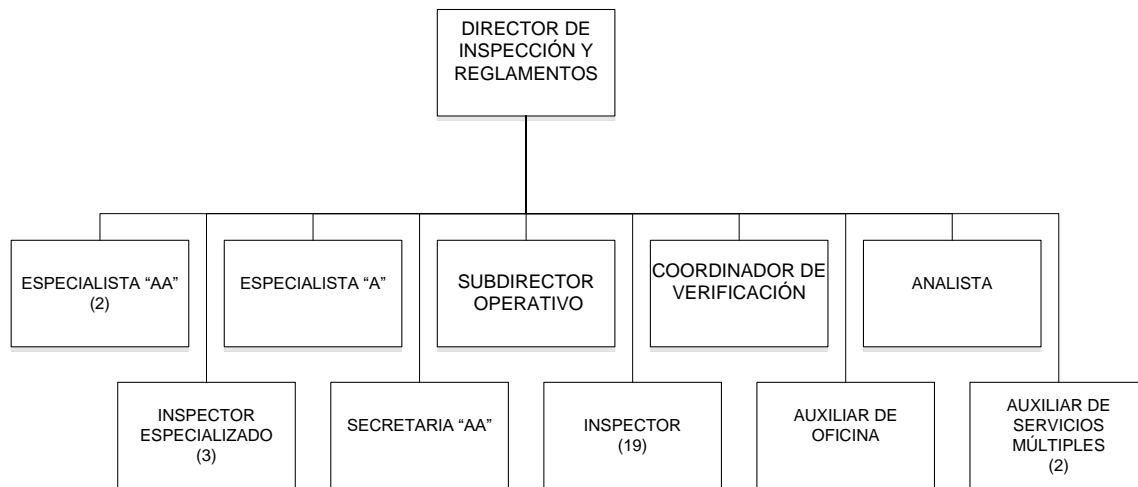 DIRECTOR DE
INSPECCIÓN Y
REGLAMENTOS
ESPECIALISTA “AA”
(2)
ESPECIALISTA “A”
SUBDIRECTOR
OPERATIVO
COORDINADOR DE
VERIFICACIÓN
ANALISTA
INSPECTOR
ESPECIALIZADO
(3)
SECRETARIA “AA”
INSPECTOR
(19)
AUXILIAR DE
OFICINA
AUXILIAR DE
SERVICIOS
MÚLTIPLES
(2)